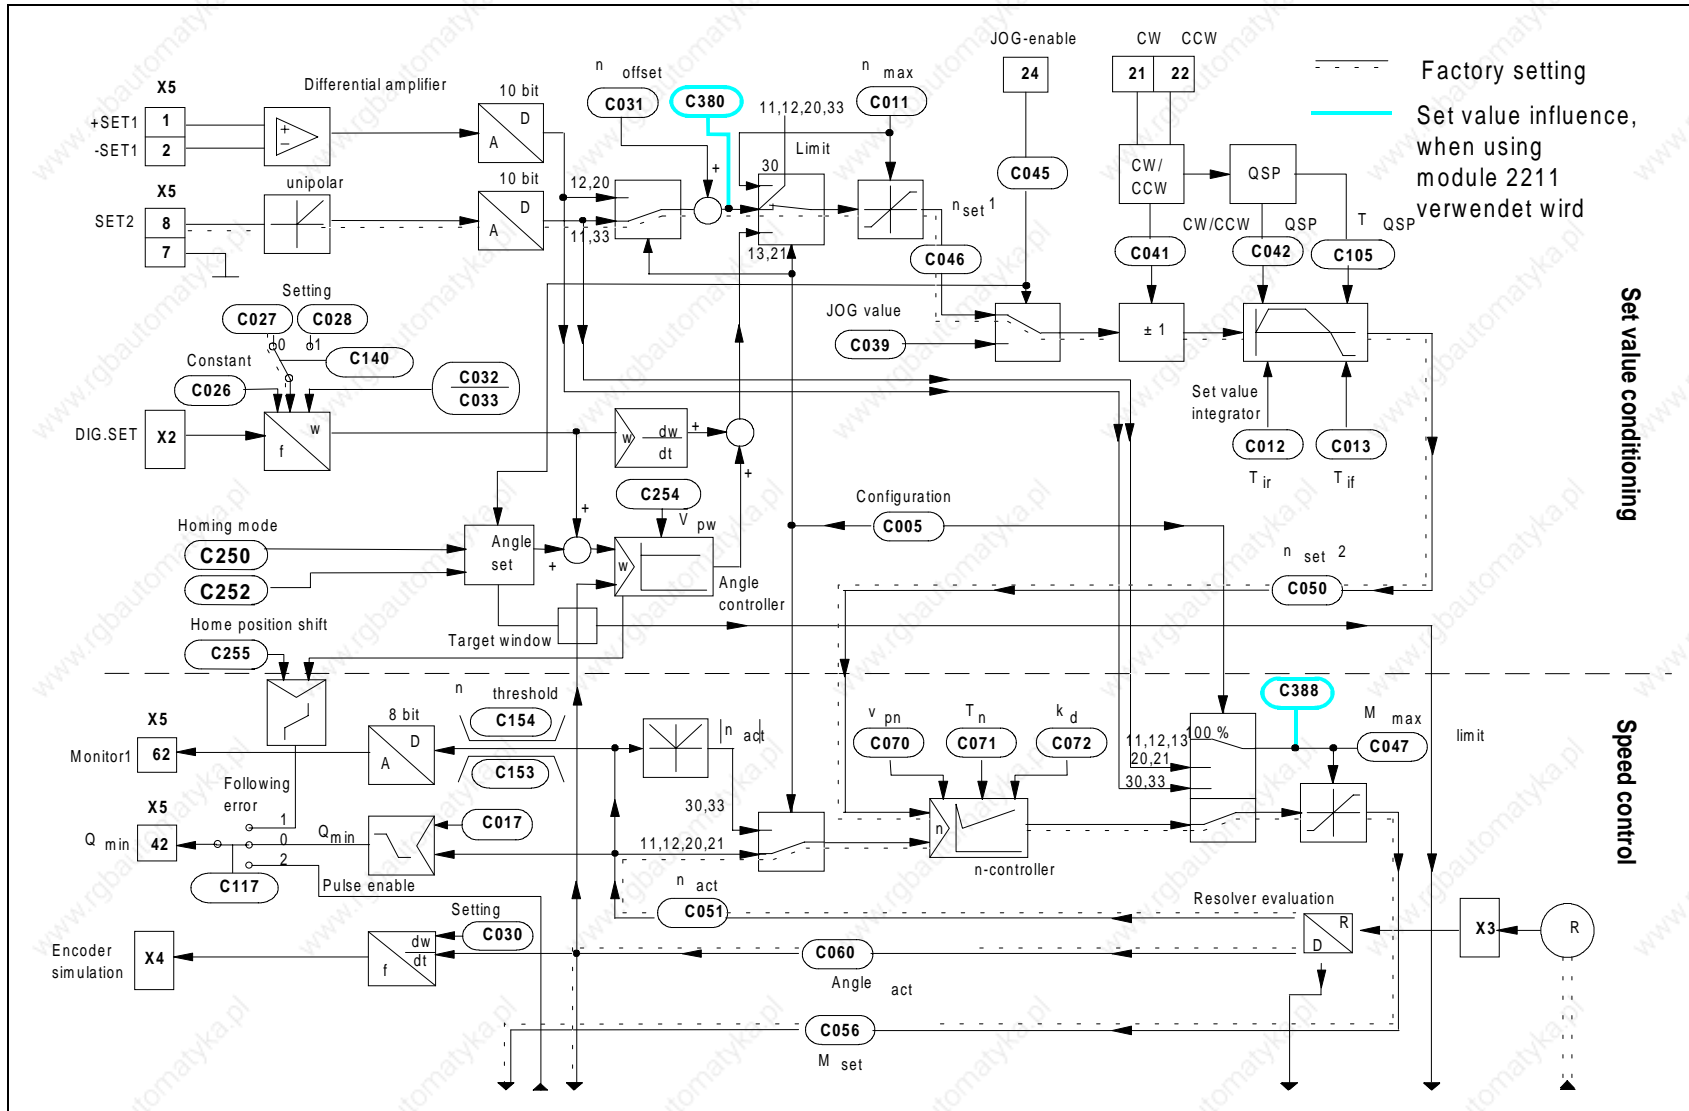 JOG-enable
CW CCW
24
21 22
Factory setting
Set value influence,
when using
module 2211
verwendet wird
X5
Differential amplifier
10 bit
n offset
C031
C380
11,12,20,33
n max
C011
+SET1
1
-SET1
2
+
−
D
A
Limit
30
C045
CW/
CCW
QSP
X5
unipolar
10 bit
12,20
+
SET2
8
7
D
A
11,33
13,21
n set 1
C046
CW/CCW
C041
QSP
C042
T QSP
C105
Setting
C027
C028
0
1
Constant
C026
C140
C032
C033
JOG value
C039
± 1
Set value
integrator
C012
C013
T ir
T if
DIG.SET
X2
w
f
w
dw
dt
+
+
+
C254
V pw
Configuration
C005
Set value conditioning
Homing mode
C250
C252
Angle
set
+
w
Angle
controller
n set 2
C050
Home position shift
C255
Target window
n threshold
C154
C153
|n act|
X5
Monitor1
62
8 bit
D
A
V pn
C070
T n
C071
k d
C072
100 %
11,12,13
20,21
30,33
C388
M max
C047
limit
Following
error
X5
Q min
42
1
0
2
C117
Q min
C017
30,33
11,12,20,21
n
n-controller
Speed control
Pulse enable
n act
C051
Resolver evaluation
R
D
X3
R
Encoder
simulation
X4
Setting
C030
dw
dt
f
C060
Angle act
C056
M set
www.rgbautomatyka.pl